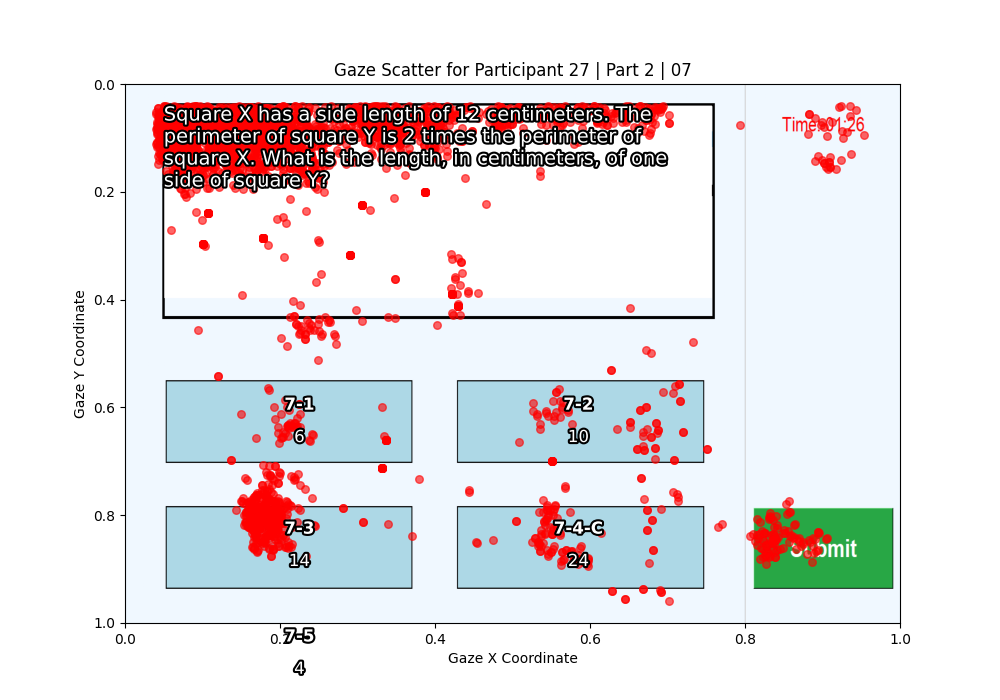 Gaze Scatter for Participant 27 | Part 2 | 07
Square X has a side length of 12 centimeters. The
perimeter of square Y is 2 times the perimeter of
square X. What is the length, in centimeters, of one
side of square Y?
7-1
6
7-2
10
7-3
14
7-4-C
24
Submit
7-5
4
0.0
0.2
0.4
0.6
0.8
1.0
Gaze Y Coordinate
0.0
0.2
0.4
0.6
0.8
1.0
Gaze X Coordinate